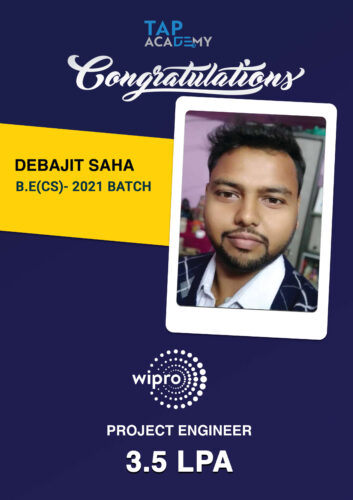 TAP
ACADEMY
Congratulations
DEBAJIT SAHA
B.E(CS)- 2021 BATCH
wipro
PROJECT ENGINEER
3.5 LPA